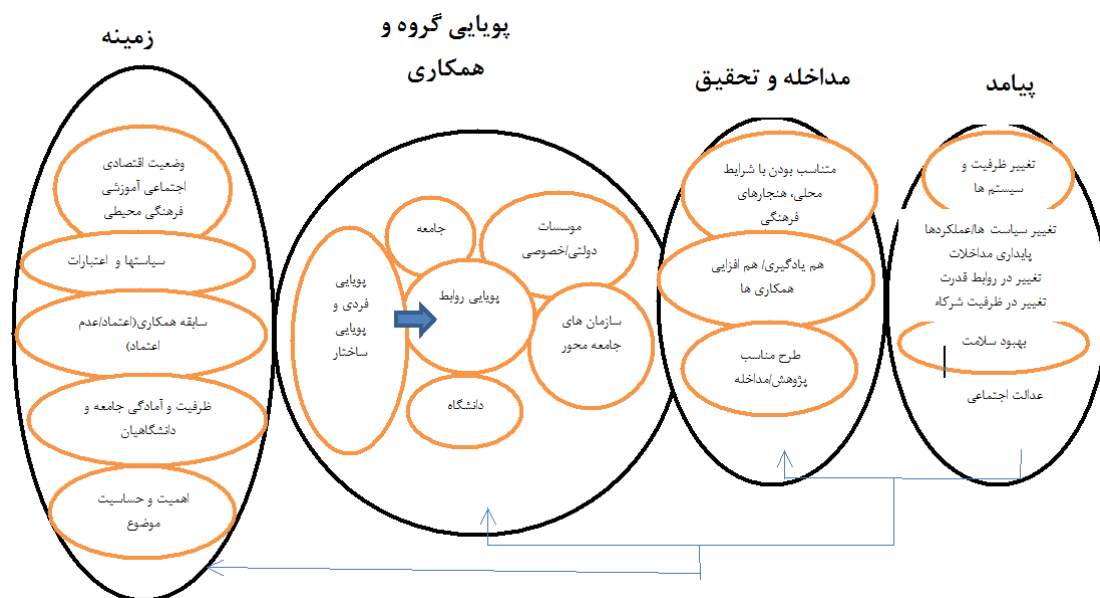 زمینه
وضعیت اقتصادی
اجتماعی آموزشی
فرهنگی محیطی
سیاستها و اعتبارات
سابقه همکاری(اعتماد/عدم
اعتماد)
ظرفیت و آمادگی جامعه و
دانشگاهیان
اهمیت و حساسیت
موضوع
پویایی گروه و
همکاری
پویایی
فردی و
پویایی
ساختار
جامعه
موسسات
دولتی/خصوصی
پویایی روابط
سازمان های
جامعه محور
دانشگاه
مداخله و تحقیق
متناسب بودن با شرایط
محلی، هنجارهای
فرهنگی
هم یادگیری/ هم افزایی
همکاری ها
طرح مناسب
پژوهش/مداخله
پیامد
تغییر ظرفیت و
سیستم ها
تغییر سیاست ها/عملکردها
پایداری مداخلات
تغییر در روابط قدرت
تغییر در ظرفیت شرکاء
بهبود سلامت
عدالت اجتماعی